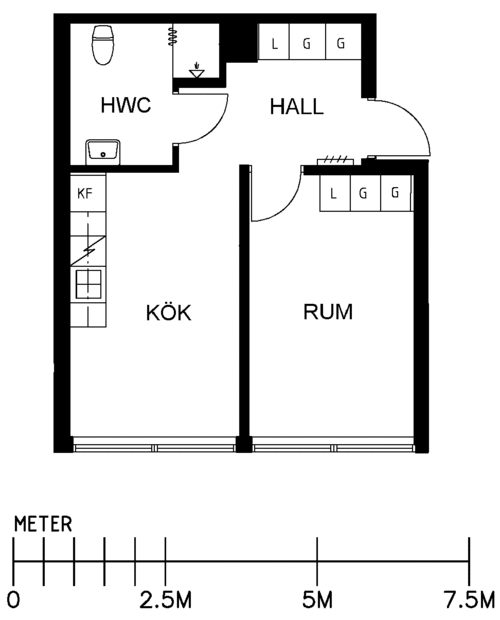 L G G
HWC HALL
KF L G G
KÖK RUM
METER
0 2.5M 5M 7.5M